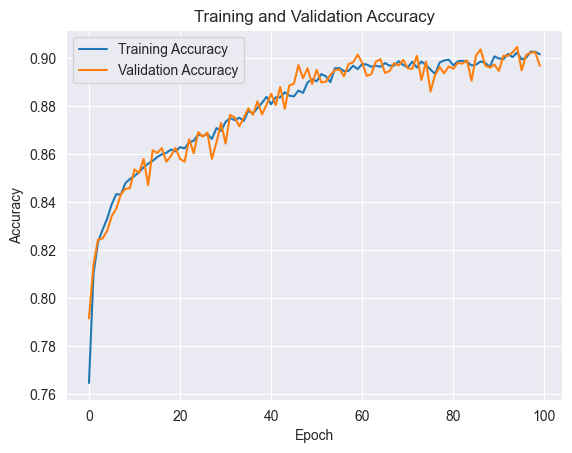 Training and Validation Accuracy
Training Accuracy
Validation Accuracy
0.90
0.88
0.86
0.84
0.82
0.80
0.78
0.76
Accuracy
0
20
40
60
80
100
Epoch